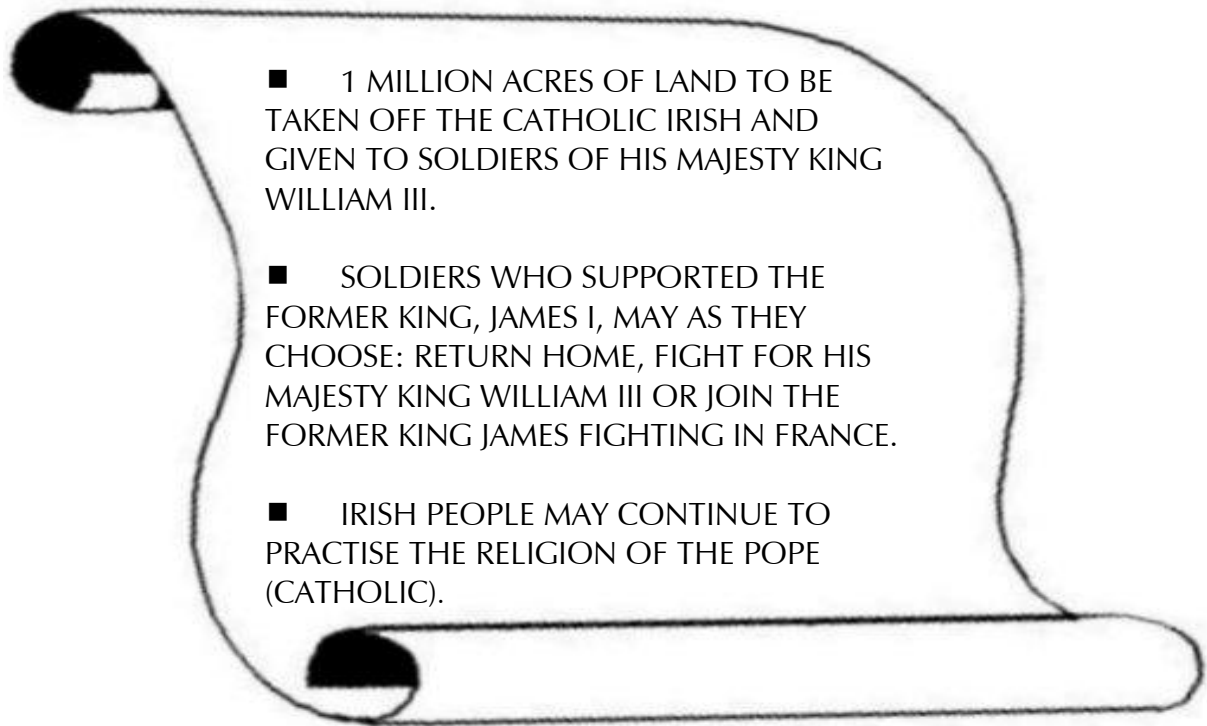 ■ 1 MILLION ACRES OF LAND TO BE
TAKEN OFF THE CATHOLIC IRISH AND
GIVEN TO SOLDIERS OF HIS MAJESTY KING
WILLIAM III.
■ SOLDIERS WHO SUPPORTED THE
FORMER KING, JAMES I, MAY AS THEY
CHOOSE: RETURN HOME, FIGHT FOR HIS
MAJESTY KING WILLIAM III OR JOIN THE
FORMER KING JAMES FIGHTING IN FRANCE.
■ IRISH PEOPLE MAY CONTINUE TO
PRACTISE THE RELIGION OF THE POPE
(CATHOLIC).